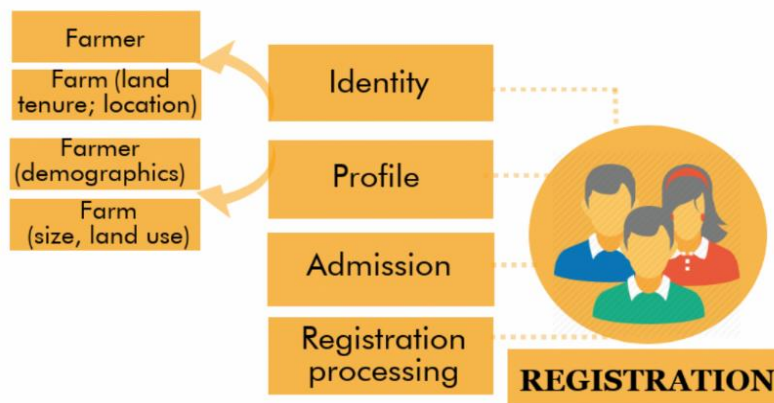 Farmer
Farm (land
tenure; location)
Farmer
(demographics)
Farm
(size, land use)
Identity
Profile
Admission
Registration
processing
REGISTRATION